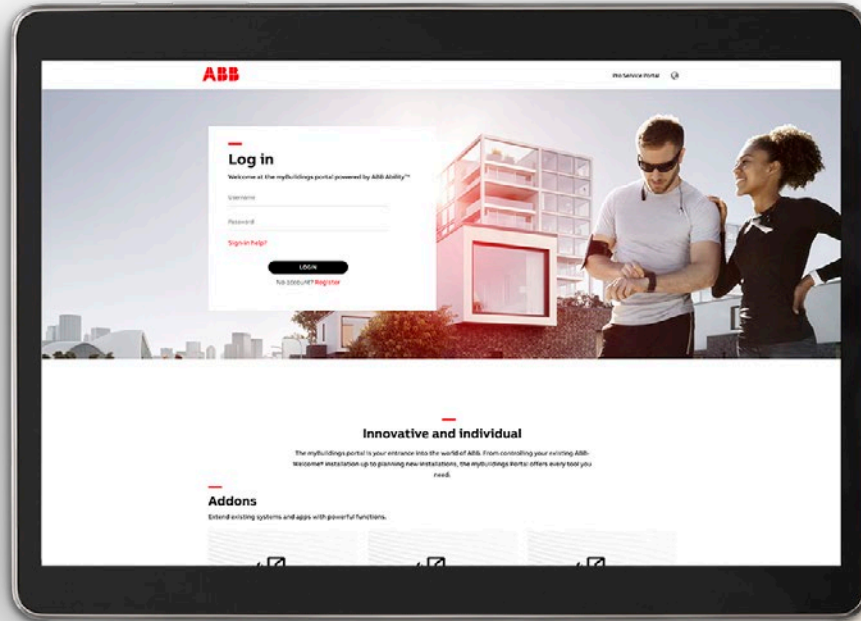 ABB
Pro Service Portal
Log in
Welcome at the myBuildings portal powered by ABB Ability™
Username
Password
Sign-in help?
LOGIN
No account? Register
Innovative and individual
The myBuildings portal is your entrance into the world of ABB. From controlling your existing ABB-
Welcome® installation up to planning new installations, the myBuildings Portal offers every tool you
need.
Addons
Extend existing systems and apps with powerful functions.